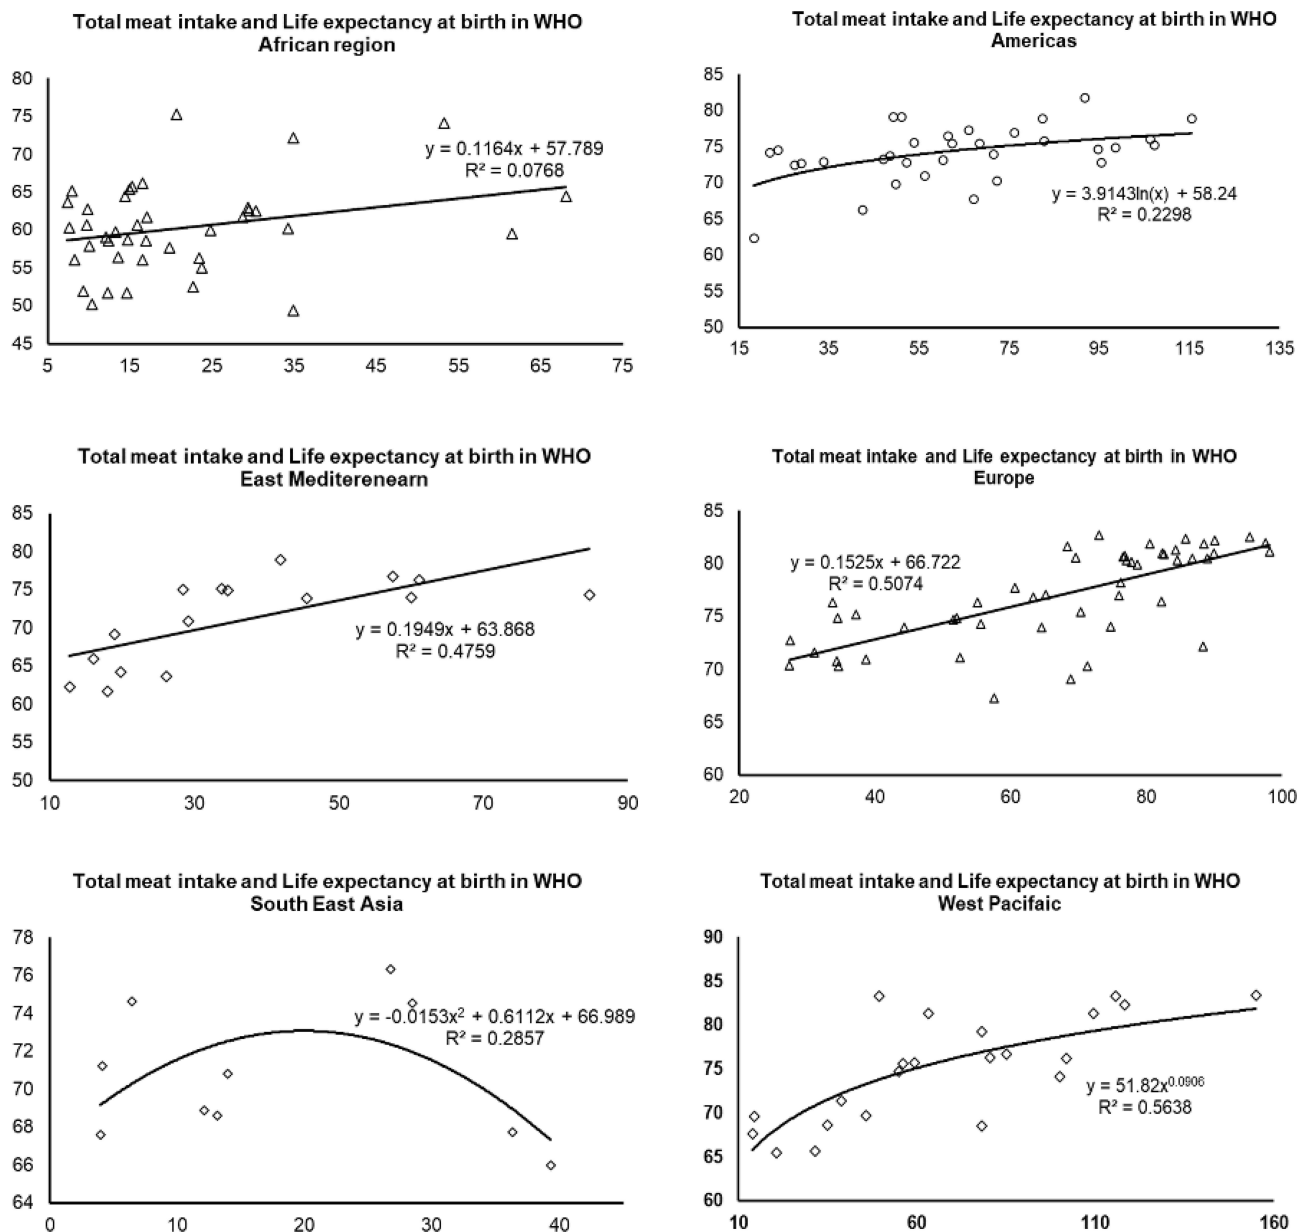 Total meat intake and Life expectancy at birth in WHO
African region
80
75
70
65
60
55
50
45
y = 0.1164x + 57.789
R² = 0.0768
5 15 25 35 45 55 65 75
Total meat intake and Life expectancy at birth in WHO
Americas
85
80
75
70
65
60
55
50
y = 3.9143ln(x) + 58.24
R² = 0.2298
15 35 55 75 95 115 135
Total meat intake and Life expectancy at birth in WHO
East Mediterenearn
85
80
75
70
65
60
55
50
y = 0.1949x + 63.868
R² = 0.4759
10 30 50 70 90
Total meat intake and Life expectancy at birth in WHO
Europe
85
80
75
70
65
60
y = 0.1525x + 66.722
R² = 0.5074
20 40 60 80 100
Total meat intake and Life expectancy at birth in WHO
South East Asia
78
76
74
72
70
68
66
64
y = -0.0153x² + 0.6112x + 66.989
R² = 0.2857
0 10 20 30 40
Total meat intake and Life expectancy at birth in WHO
West Pacifaic
90
85
80
75
70
65
60
y = 51.82x^0.0906
R² = 0.5638
10 60 110 160